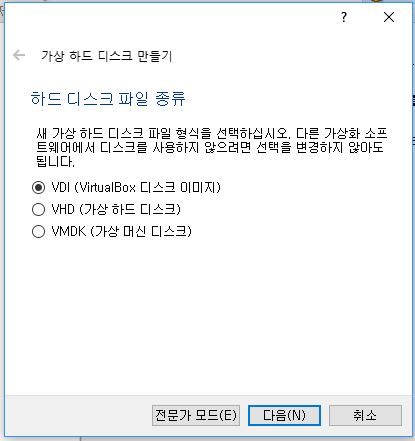 ?
가상 하드 디스크 만들기
하드 디스크 파일 종류
새 가상 하드 디스크 파일 형식을 선택하십시오. 다른 가상화 소프
트웨어에서 디스크를 사용하지 않으려면 선택을 변경하지 않아도
됩니다.
VDI (VirtualBox 디스크 이미지)
VHD (가상 하드 디스크)
VMDK (가상 머신 디스크)
전문가 모드(E) 다음(N) 취소